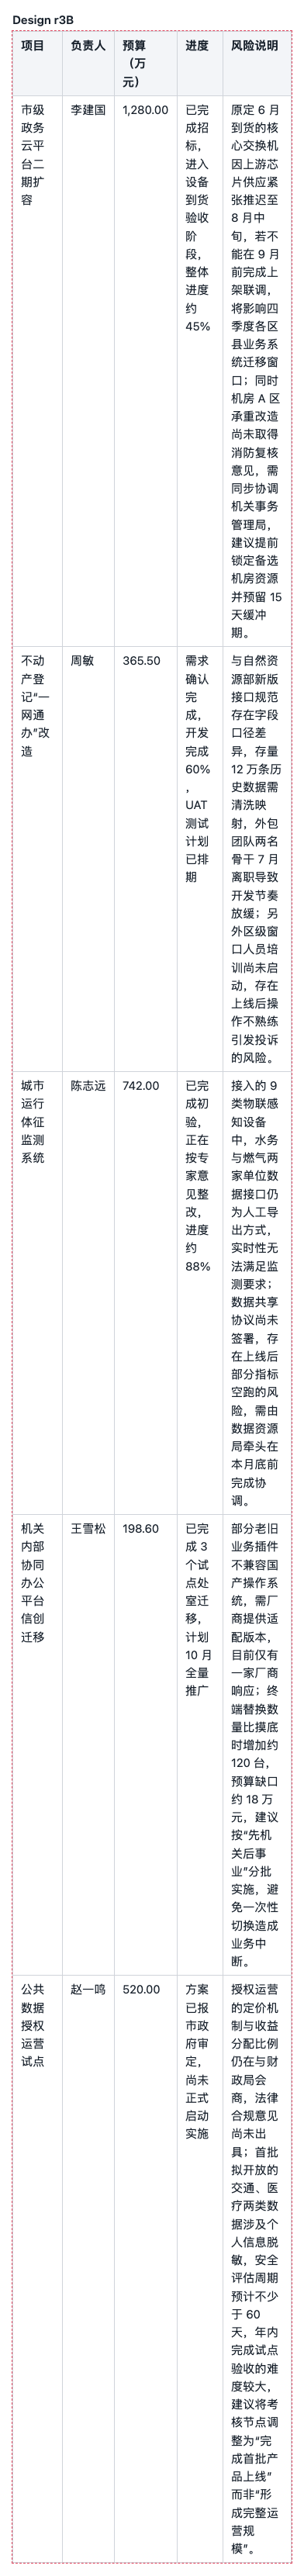 Design r3B
项目
负责人
预算
（万
元）
进度
风险说明
市级
政务
云平
台二
期扩
容
李建国
1,280.00
已完
成招
标，
进入
设备
到货
验收
阶
段，
整体
进度
约
45%
原定 6 月
到货的核
心交换机
因上游芯
片供应紧
张推迟至
8 月中
旬，若不
能在 9 月
前完成上
架联调，
将影响四
季度各区
县业务系
统迁移窗
口；同时
机房 A 区
承重改造
尚未取得
消防复核
意见，需
同步协调
机关事务
管理局，
建议提前
锁定备选
机房资源
并预留 15
天缓冲
期。
不动
产登
记“一
网通
办”改
造
周敏
365.50
需求
确认
完
成，
开发
完成
60%
，
UAT
测试
计划
已排
期
与自然资
源部新版
接口规范
存在字段
口径差
异，存量
12 万条历
史数据需
清洗映
射，外包
团队两名
骨干 7 月
离职导致
开发节奏
放缓；另
外区级窗
口人员培
训尚未启
动，存在
上线后操
作不熟练
引发投诉
的风险。
城市
运行
体征
监测
系统
陈志远
742.00
已完
成初
验，
正在
按专
家意
见整
改，
进度
约
88%
接入的 9
类物联感
知设备
中，水务
与燃气两
家单位数
据接口仍
为人工导
出方式，
实时性无
法满足监
测要求；
数据共享
协议尚未
签署，存
在上线后
部分指标
空跑的风
险，需由
数据资源
局牵头在
本月底前
完成协
调。
机关
内部
协同
办公
平台
信创
迁移
王雪松
198.60
已完
成 3
个试
点处
室迁
移，
计划
10 月
全量
推广
部分老旧
业务插件
不兼容国
产操作系
统，需厂
商提供适
配版本，
目前仅有
一家厂商
响应；终
端替换数
量比摸底
时增加约
120 台，
预算缺口
约 18 万
元，建议
按“先机
关后事
业”分批
实施，避
免一次性
切换造成
业务中
断。
公共
数据
授权
运营
试点
赵一鸣
520.00
方案
已报
市政
府审
定，
尚未
正式
启动
实施
授权运营
的定价机
制与收益
分配比例
仍在与财
政局会
商，法律
合规意见
尚未出
具；首批
拟开放的
交通、医
疗两类数
据涉及个
人信息脱
敏，安全
评估周期
预计不少
于 60
天，年内
完成试点
验收的难
度较大，
建议将考
核节点调
整为“完
成首批产
品上线”
而非“形
成完整运
营规
模”。